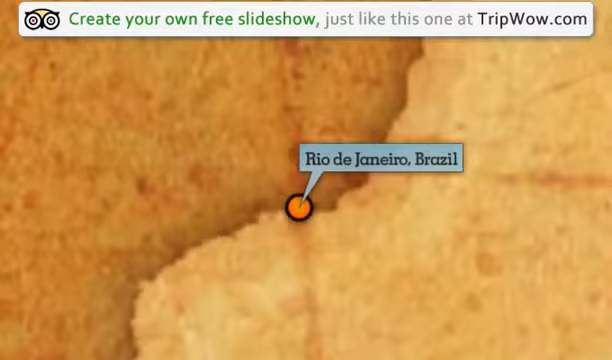 Create your own free slideshow, just like this one at TripWow.com
Rio de Janeiro, Brazil